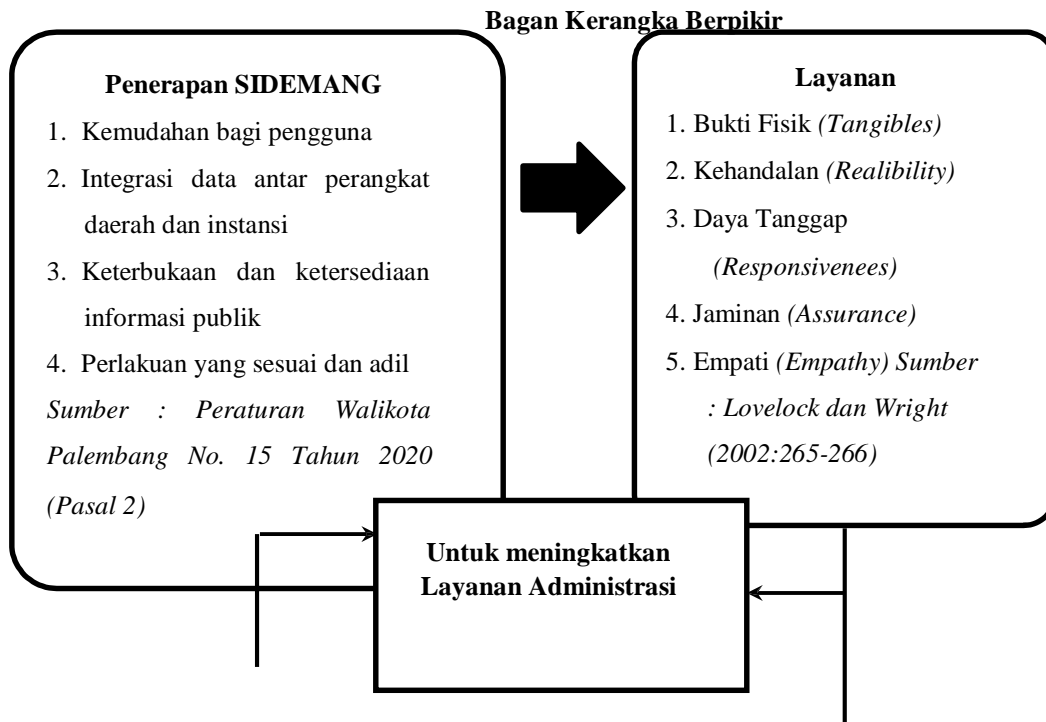 Bagan Kerangka Berpikir
Penerapan SIDEMANG
1. Kemudahan bagi pengguna
2. Integrasi data antar perangkat
daerah dan instansi
3. Keterbukaan dan ketersediaan
informasi publik
4. Perlakuan yang sesuai dan adil
Sumber : Peraturan Walikota
Palembang No. 15 Tahun 2020
(Pasal 2)
Layanan
1. Bukti Fisik (Tangibles)
2. Kehandalan (Realibility)
3. Daya Tanggap
(Responsivenees)
4. Jaminan (Assurance)
5. Empati (Empathy) Sumber
: Lovelock dan Wright
(2002:265-266)
Untuk meningkatkan
Layanan Administrasi